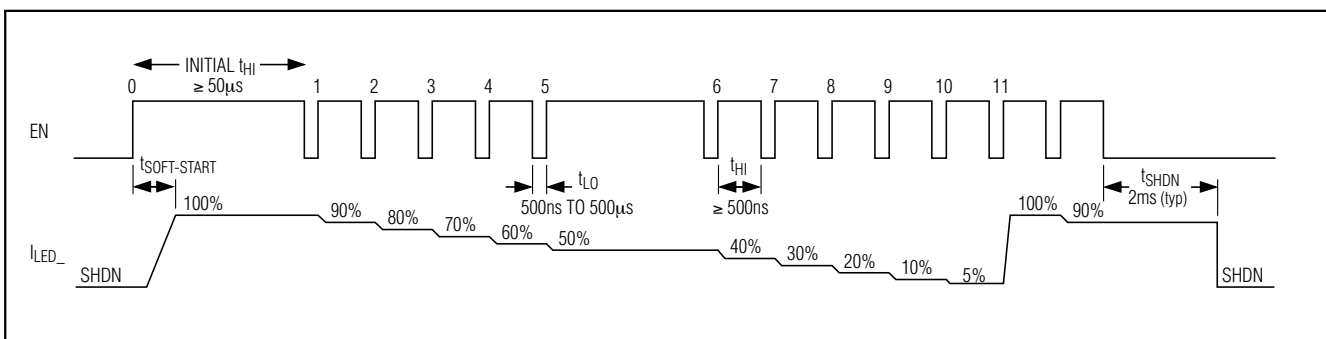 INITIAL tHI
≥ 50µs
0 1 2 3 4 5 6 7 8 9 10 11
EN
tSOFT-START
tLO
500ns TO 500µs
tHI
≥ 500ns
tSHDN
2ms (typ)
100% 90% 80% 70% 60% 50% 40% 30% 20% 10% 5% 100% 90%
ILED_
SHDN SHDN